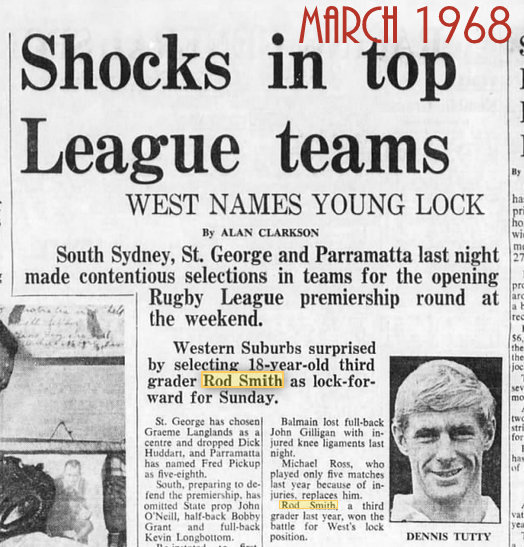 MARCH 1968
Shocks in top
League teams
WEST NAMES YOUNG LOCK
By ALAN CLARKSON
South Sydney, St. George and Parramatta last night
made contentious selections in teams for the opening
Rugby League premiership round at
the weekend.
Western Suburbs surprised
by selecting 18-year-old third
grader Rod Smith as lock-for-
ward for Sunday.
St. George has chosen
Graeme Langlands as a
centre and dropped Dick
Huddart, and Parramatta
has named Fred Pickup
as five-eighth.
South, preparing to de-
fend the premiership, has
omitted State prop John
O'Neill, half-back Bobby
Grant and full-back
Kevin Longbottom.
Balmain lost full-back
John Gilligan with in-
jured knee ligaments last
night.
Michael Ross, who
played only five matches
last year because of in-
juries, replaces him.
Rod Smith, a third
grader last year, won the
battle for West's lock
position.
DENNIS TUTTY